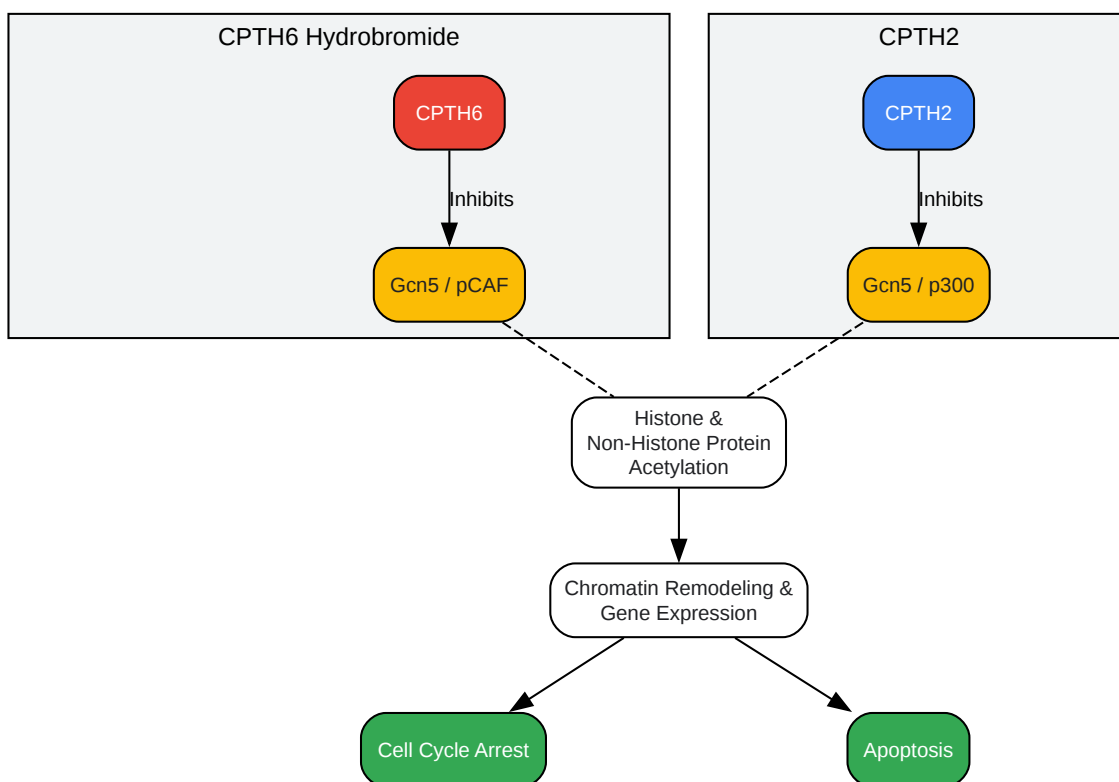 CPTH6 Hydrobromide
CPTH2
CPTH6
CPTH2
Inhibits
Inhibits
Gcn5 / pCAF
Gcn5 / p300
Histone &
Non-Histone Protein
Acetylation
Chromatin Remodeling &
Gene Expression
Cell Cycle Arrest
Apoptosis